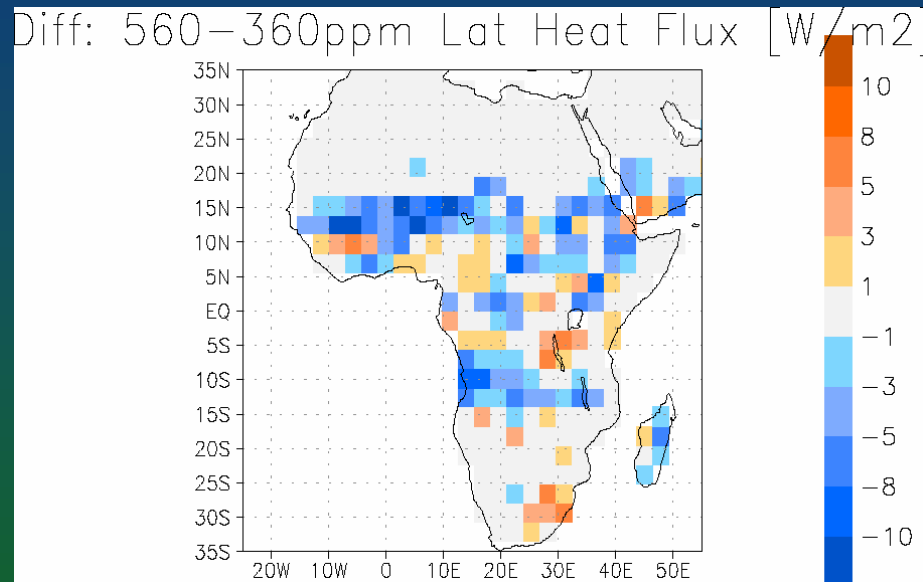 Diff: 560-360ppm Lat Heat Flux [W/m2]
35N
30N
25N
20N
15N
10N
5N
EQ
5S
10S
15S
20S
25S
30S
35S
20W 10W 0 10E 20E 30E 40E 50E
10
8
5
3
1
-1
-3
-5
-8
-10